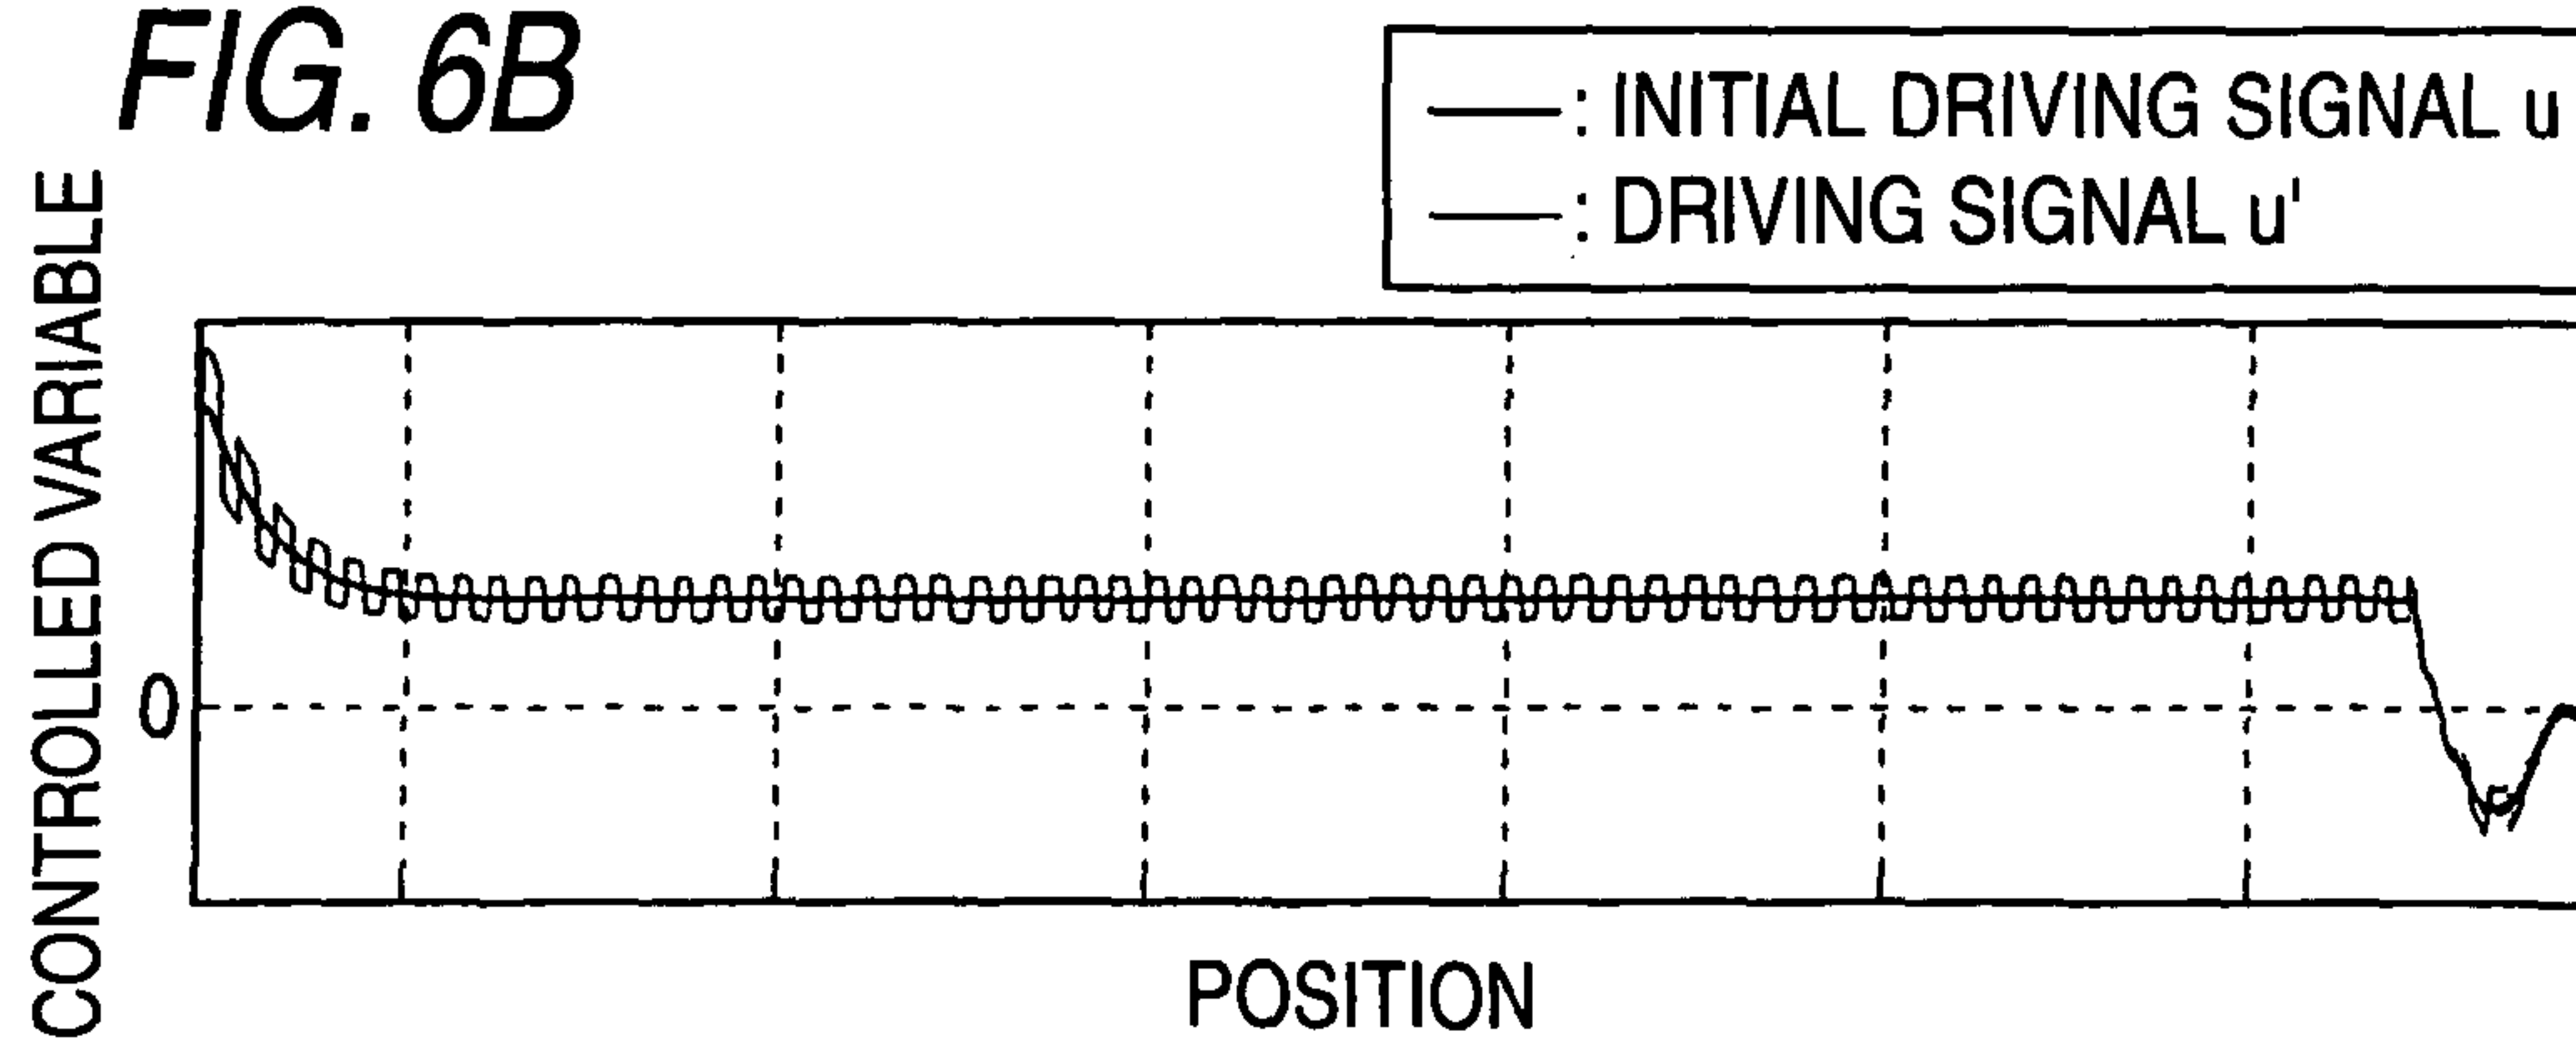 FIG. 6B
—: INITIAL DRIVING SIGNAL u
—: DRIVING SIGNAL u'
CONTROLLED VARIABLE
0
POSITION